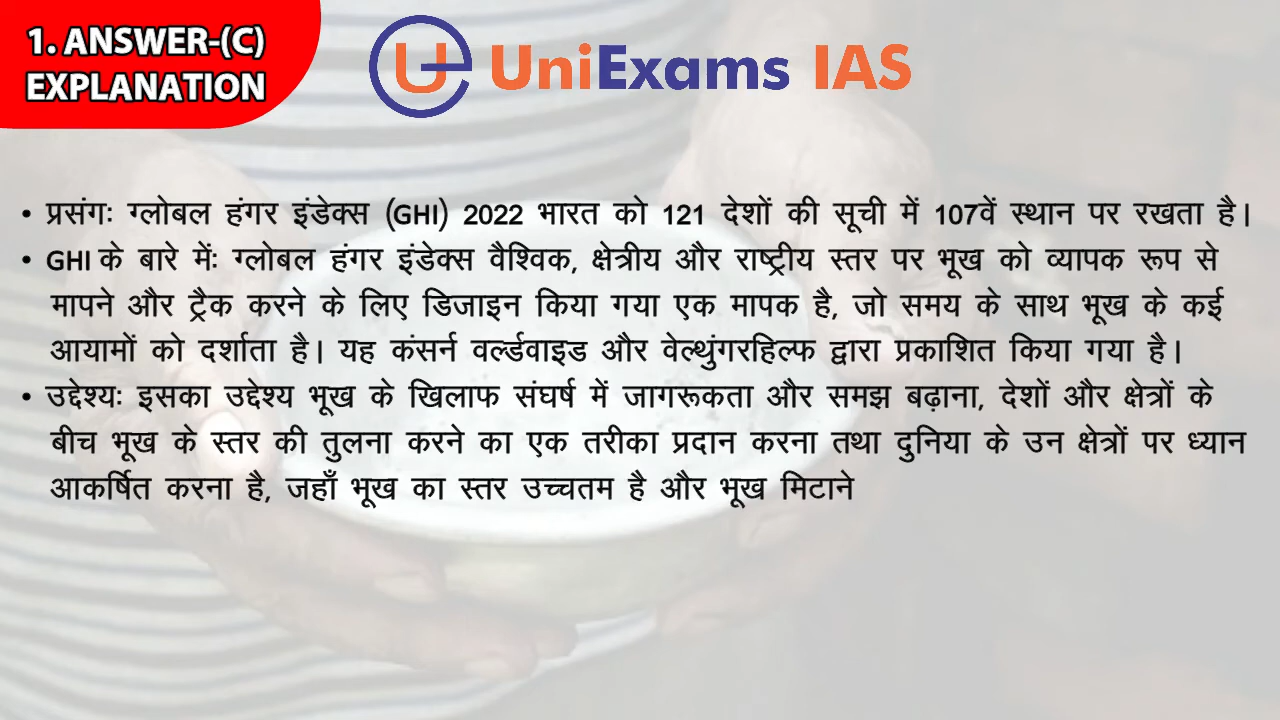 1. ANSWER-(C)
EXPLANATION
UniExams IAS
• प्रसंगः ग्लोबल हंगर इंडेक्स (GHI) 2022 भारत को 121 देशों की सूची में 107वें स्थान पर रखता है।
• GHI के बारे मेंः ग्लोबल हंगर इंडेक्स वैश्विक, क्षेत्रीय और राष्ट्रीय स्तर पर भूख को व्यापक रूप से
मापने और ट्रैक करने के लिए डिजाइन किया गया एक मापक है, जो समय के साथ भूख के कई
आयामों को दर्शाता है। यह कंसर्न वर्ल्डवाइड और वेल्थुंगरहिल्फ द्वारा प्रकाशित किया गया है।
• उद्देश्यः इसका उद्देश्य भूख के खिलाफ संघर्ष में जागरूकता और समझ बढ़ाना, देशों और क्षेत्रों के
बीच भूख के स्तर की तुलना करने का एक तरीका प्रदान करना तथा दुनिया के उन क्षेत्रों पर ध्यान
आकर्षित करना है, जहाँ भूख का स्तर उच्चतम है और भूख मिटाने